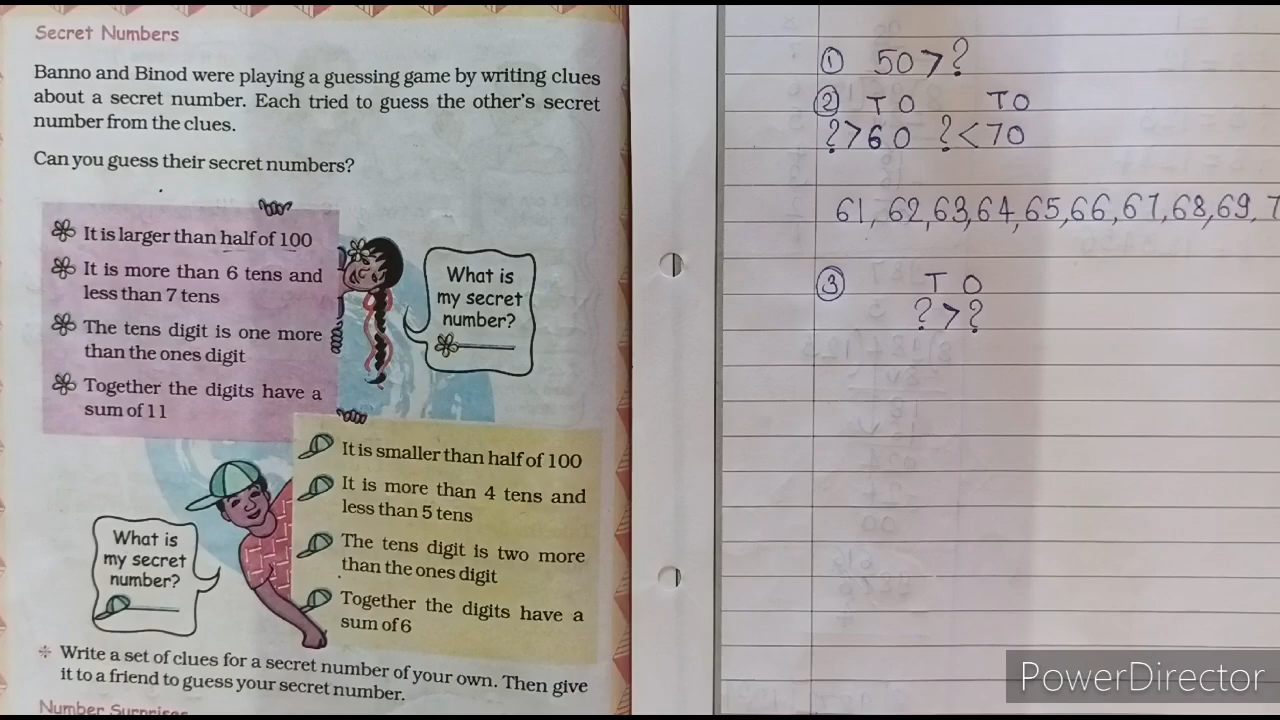 Secret Numbers
Banno and Binod were playing a guessing game by writing clues
about a secret number. Each tried to guess the other's secret
number from the clues.
Can you guess their secret numbers?
It is larger than half of 100
It is more than 6 tens and
less than 7 tens
The tens digit is one more
than the ones digit
Together the digits have a
sum of 11
What is
my secret
number?
It is smaller than half of 100
It is more than 4 tens and
less than 5 tens
The tens digit is two more
than the ones digit
Together the digits have a
sum of 6
What is
my secret
number?
Write a set of clues for a secret number of your own. Then give
it to a friend to guess your secret number.
Number Surprises
① 50>?
② T O T O
?>60 ?<70
61, 62, 63, 64, 65, 66, 67, 68, 69, 7
③ T O
?>?
PowerDirector